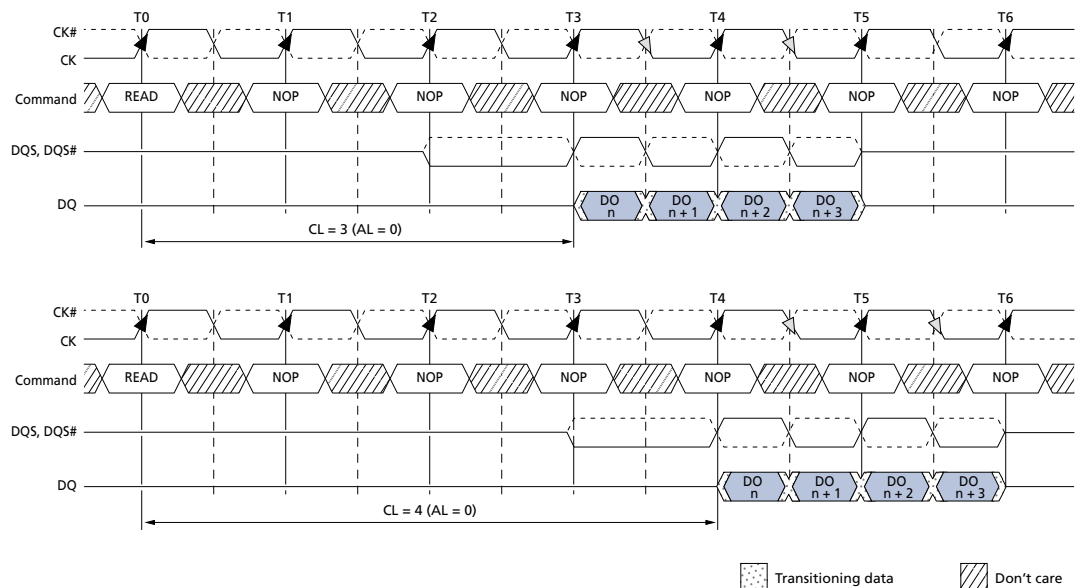 T0 T1 T2 T3 T4 T5 T6
CK#
CK
Command READ NOP NOP NOP NOP NOP NOP
DQS, DQS#
DQ DO n DO n + 1 DO n + 2 DO n + 3
CL = 3 (AL = 0)
T0 T1 T2 T3 T4 T5 T6
CK#
CK
Command READ NOP NOP NOP NOP NOP NOP
DQS, DQS#
DQ DO n DO n + 1 DO n + 2 DO n + 3
CL = 4 (AL = 0)
Transitioning data Don't care